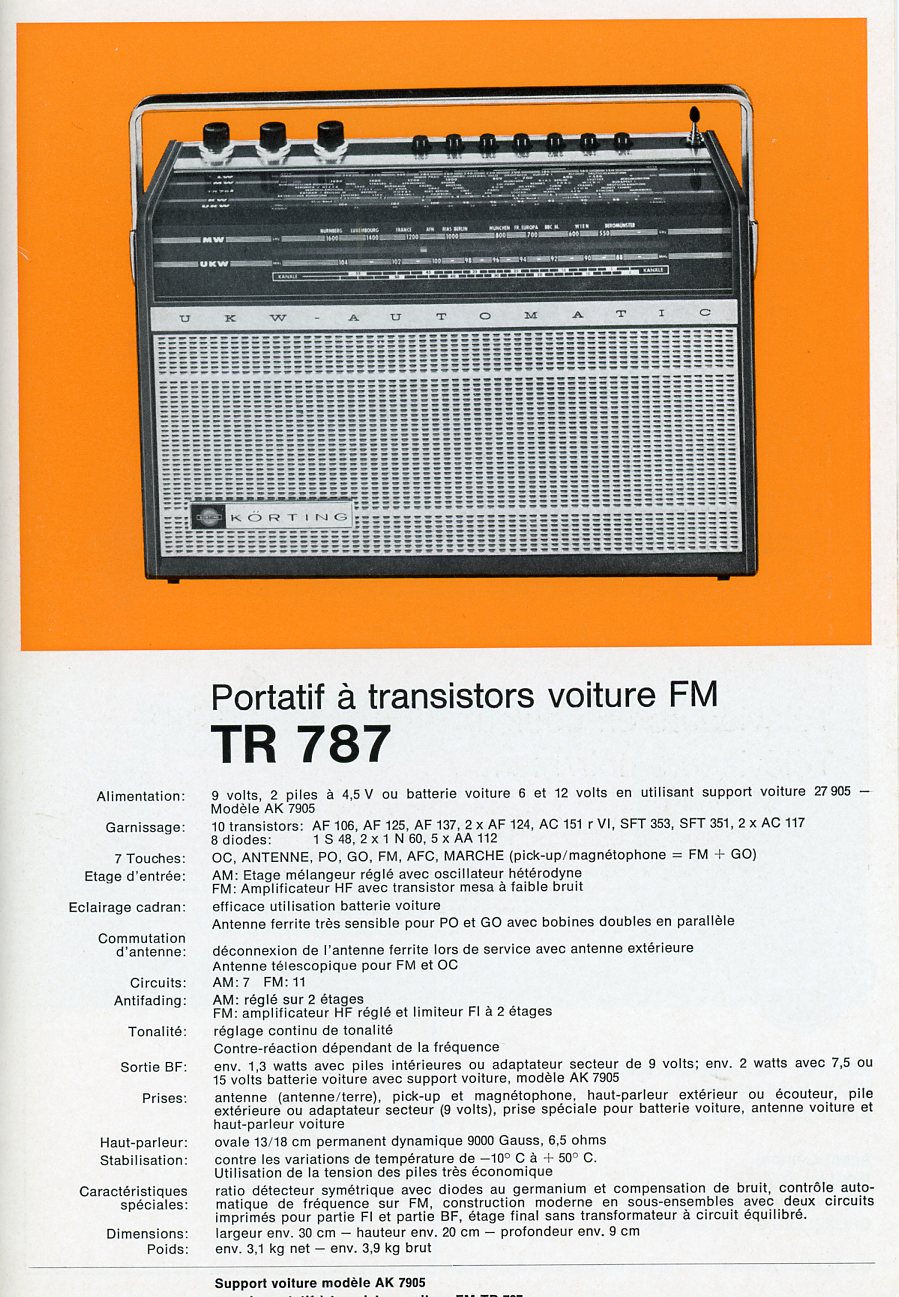 MW
NURNBERG LUXEMBOURG FRANCE AFN RIAS BERLIN MUNCHEN FR. EUROPA BBC M. WIEN BEROMÜNSTER
1600 1400 1200 1000 800 700 600 550
UKW
104 - 102 - 100 - 98 - 96 - 94 - 92 - 90 - 88
KANÄLE KANÄLE
UKW-AUTOMATIC
KÖRTING
Portatif à transistors voiture FM
TR 787
Alimentation: 9 volts, 2 piles à 4,5 V ou batterie voiture 6 et 12 volts en utilisant support voiture 27 905 —
Modèle AK 7905
Garnissage: 10 transistors: AF 106, AF 125, AF 137, 2 x AF 124, AC 151 r VI, SFT 353, SFT 351, 2 x AC 117
8 diodes: 1 S 48, 2 x 1 N 60, 5 x AA 112
7 Touches: OC, ANTENNE, PO, GO, FM, AFC, MARCHE (pick-up/magnétophone = FM + GO)
Etage d'entrée: AM: Etage mélangeur réglé avec oscillateur hétérodyne
FM: Amplificateur HF avec transistor mesa à faible bruit
Eclairage cadran: efficace utilisation batterie voiture
Antenne ferrite très sensible pour PO et GO avec bobines doubles en parallèle
Commutation
d'antenne: déconnexion de l'antenne ferrite lors de service avec antenne extérieure
Antenne télescopique pour FM et OC
Circuits: AM: 7 FM: 11
Antifading: AM: réglé sur 2 étages
FM: amplificateur HF réglé et limiteur FI à 2 étages
Tonalité: réglage continu de tonalité
Contre-réaction dépendant de la fréquence
Sortie BF: env. 1,3 watts avec piles intérieures ou adaptateur secteur de 9 volts; env. 2 watts avec 7,5 ou
15 volts batterie voiture avec support voiture, modèle AK 7905
Prises: antenne (antenne/terre), pick-up et magnétophone, haut-parleur extérieur ou écouteur, pile
extérieure ou adaptateur secteur (9 volts), prise spéciale pour batterie voiture, antenne voiture et
haut-parleur voiture
Haut-parleur: ovale 13/18 cm permanent dynamique 9000 Gauss, 6,5 ohms
Stabilisation: contre les variations de température de —10° C à + 50° C.
Utilisation de la tension des piles très économique
Caractéristiques ratio détecteur symétrique avec diodes au germanium et compensation de bruit, contrôle auto-
spéciales: matique de fréquence sur FM, construction moderne en sous-ensembles avec deux circuits
imprimés pour partie FI et partie BF, étage final sans transformateur à circuit équilibré.
Dimensions: largeur env. 30 cm — hauteur env. 20 cm — profondeur env. 9 cm
Poids: env. 3,1 kg net — env. 3,9 kg brut
Support voiture modèle AK 7905